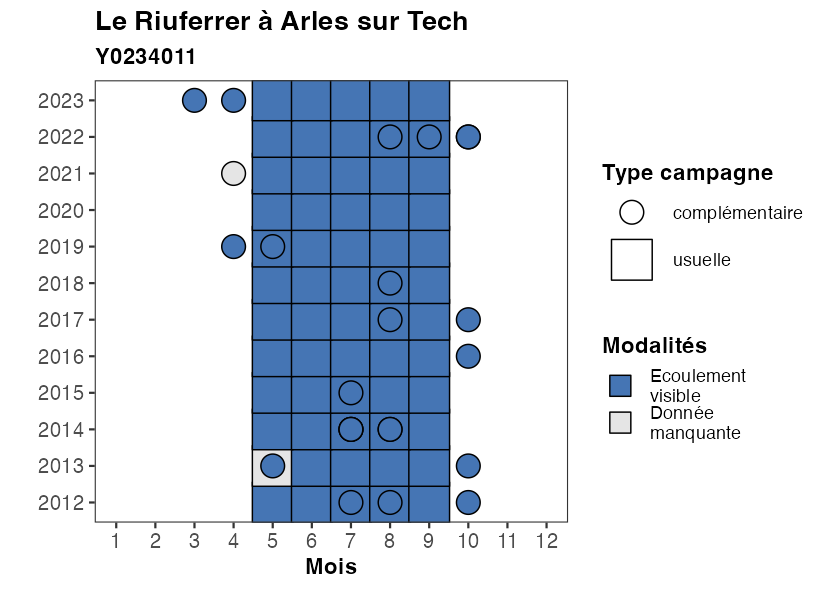 Le Riuferrer à Arles sur Tech
Y0234011
2023
2022
2021
2020
2019
2018
2017
2016
2015
2014
2013
2012
1 2 3 4 5 6 7 8 9 10 11 12
Mois
Type campagne
complémentaire
usuelle
Modalités
Ecoulement
visible
Donnée
manquante